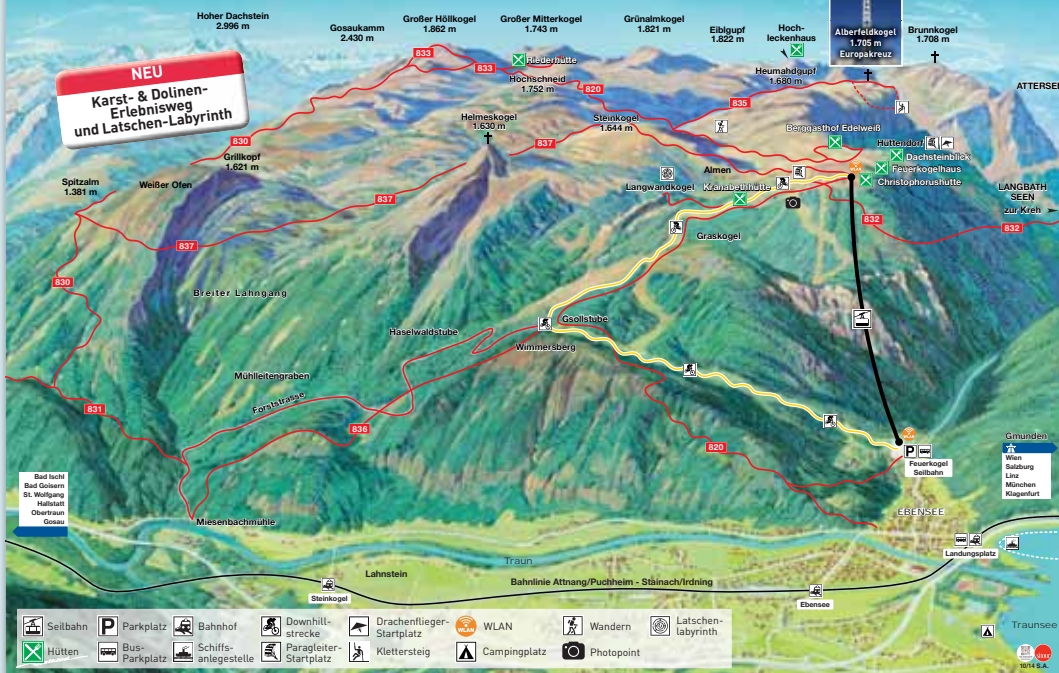 Hoher Dachstein
2.996 m
Gosaukamm
2.430 m
Großer Höllkogel
1.862 m
Großer Mitterkogel
1.743 m
Grünalmkogel
1.821 m
Eiblgupf
1.822 m
Hoch-
leckenhaus
Alberfeldkogel
1.705 m
Europakreuz
Brunnkogel
1.708 m
NEU
Karst- & Dolinen-
Erlebnisweg
und Latschen-Labyrinth
833
833
Riederhütte
Hochschneid
1.752 m
820
Heumahdgupf
1.680 m
835
ATTERSEE
Helmeskogel
1.630 m
Steinkogel
1.644 m
830
837
Berggasthof Edelweiß
Hüttendorf
Dachsteinblick
Feuerkogelhaus
Christophorushütte
Grillkopf
1.621 m
Spitzalm
1.381 m
Weißer Ofen
Almen
Langwandkogel
Kranabethhütte
WLAN
LANGBATH
SEEN
zur Kreh
837
832
832
837
Graskogel
830
Breiter Lahngang
Gsollstube
Haselwaldstube
Wimmersberg
Mühlleitengraben
Forststrasse
831
836
820
WLAN
P
Feuerkogel
Seilbahn
Gmunden
Wien
Salzburg
Linz
München
Klagenfurt
Bad Ischl
Bad Goisern
St. Wolfgang
Hallstatt
Obertraun
Gosau
Miesenbachmühle
EBENSEE
Landungsplatz
Traun
Lahnstein
Bahnlinie Attnang/Puchheim - Stainach/Irdning
Steinkogel
Ebensee
Traunsee
Seilbahn
P
Parkplatz
Bahnhof
Downhill-
strecke
Drachenflieger-
Startplatz
WLAN
WLAN
Wandern
Latschen-
labyrinth
Hütten
Bus-
Parkplatz
Schiffs-
anlegestelle
Paragleiter-
Startplatz
Klettersteig
Campingplatz
Photopoint
sitour
10/14 S.A.